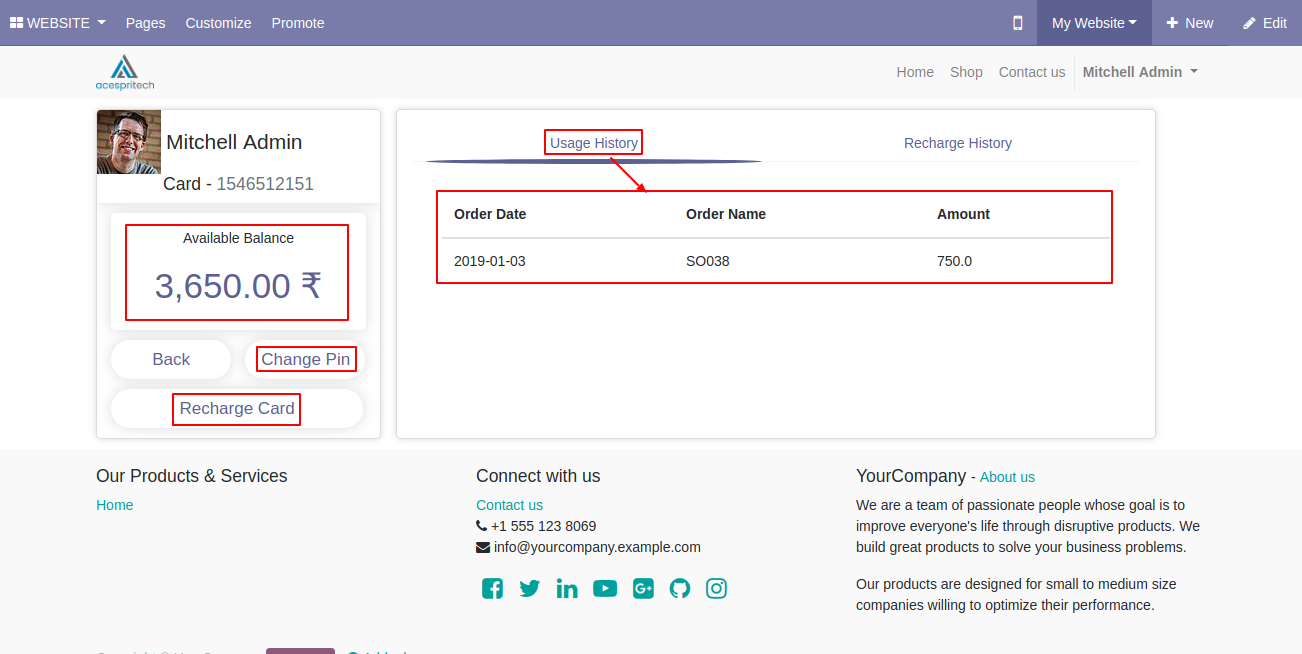 WEBSITE Pages Customize Promote My Website New Edit
acespritech Home Shop Contact us Mitchell Admin
Mitchell Admin
Card - 1546512151
Available Balance
3,650.00 ₹
Back Change Pin
Recharge Card
Usage History Recharge History
Order Date Order Name Amount
2019-01-03 SO038 750.0
Our Products & Services
Home
Connect with us
Contact us
+1 555 123 8069
info@yourcompany.example.com
YourCompany - About us
We are a team of passionate people whose goal is to
improve everyone's life through disruptive products. We
build great products to solve your business problems.
Our products are designed for small to medium size
companies willing to optimize their performance.